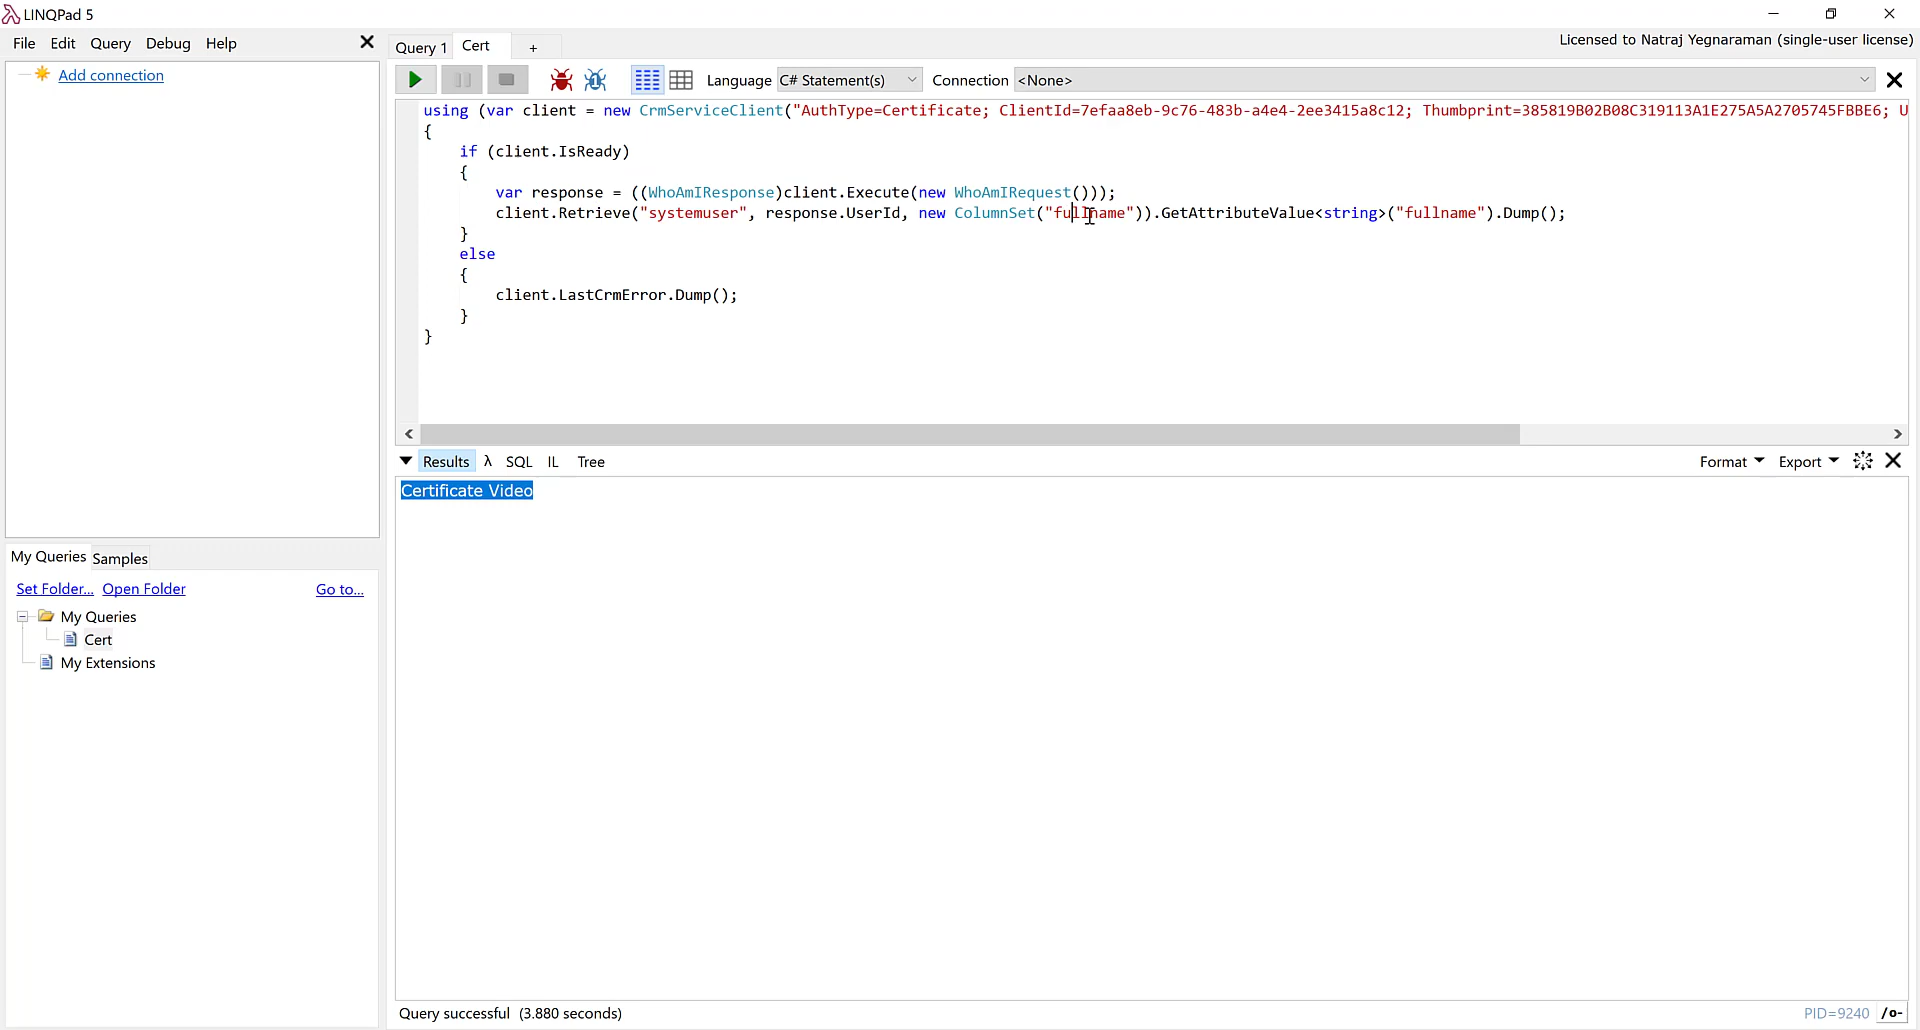 LINQPad 5
File Edit Query Debug Help
Query 1 Cert +
Licensed to Natraj Yegnaraman (single-user license)
Add connection
Language C# Statement(s) Connection <None>
using (var client = new CrmServiceClient("AuthType=Certificate; ClientId=7efaa8eb-9c76-483b-a4e4-2ee3415a8c12; Thumbprint=385819B02B08C319113A1E275A5A2705745FBBE6; U
{
if (client.IsReady)
{
var response = ((WhoAmIResponse)client.Execute(new WhoAmIRequest()));
client.Retrieve("systemuser", response.UserId, new ColumnSet("fullname")).GetAttributeValue<string>("fullname").Dump();
}
else
{
client.LastCrmError.Dump();
}
}
Results λ SQL IL Tree
Format Export
Certificate Video
My Queries Samples
Set Folder... Open Folder Go to...
My Queries
Cert
My Extensions
Query successful (3.880 seconds)
PID=9240 /o-